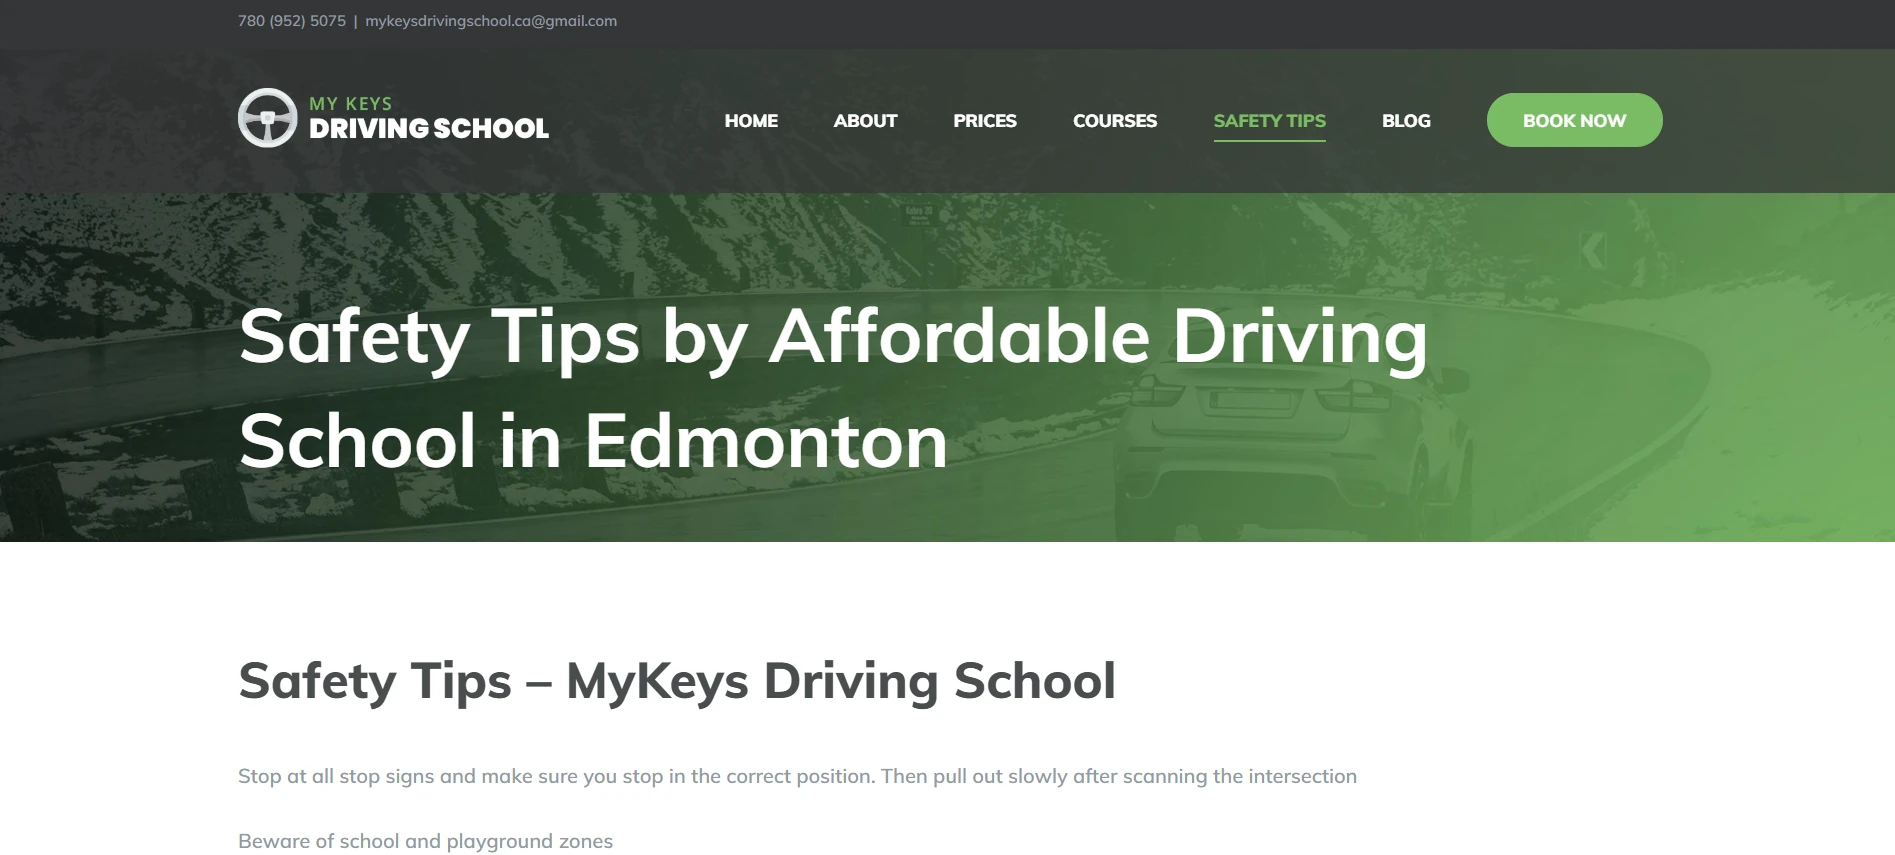 780 (952) 5075 | mykeysdrivingschool.ca@gmail.com
MY KEYS
DRIVING SCHOOL
HOME ABOUT PRICES COURSES SAFETY TIPS BLOG BOOK NOW
Safety Tips by Affordable Driving
School in Edmonton
Safety Tips – MyKeys Driving School
Stop at all stop signs and make sure you stop in the correct position. Then pull out slowly after scanning the intersection
Beware of school and playground zones